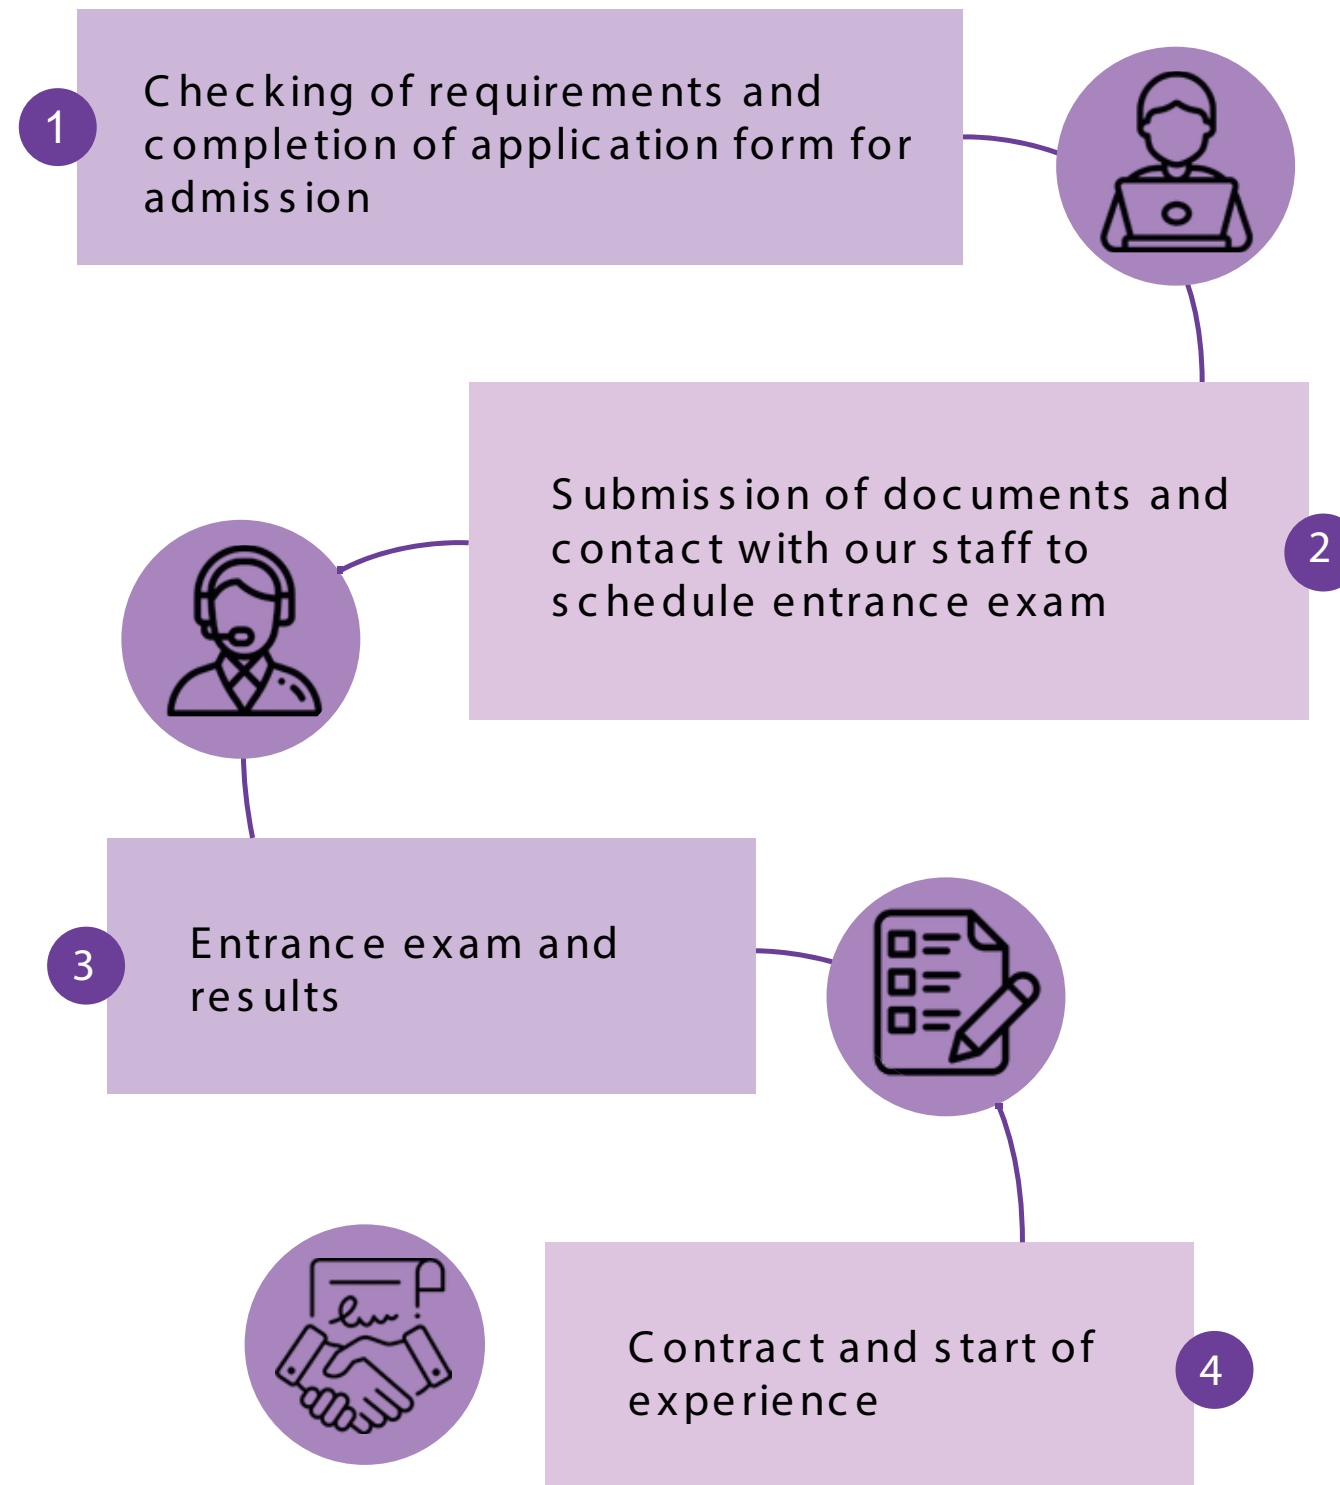 1
Checking of requirements and
completion of application form for
admission
Submission of documents and
contact with our staff to
schedule entrance exam
2
3
Entrance exam and
results
Contract and start of
experience
4